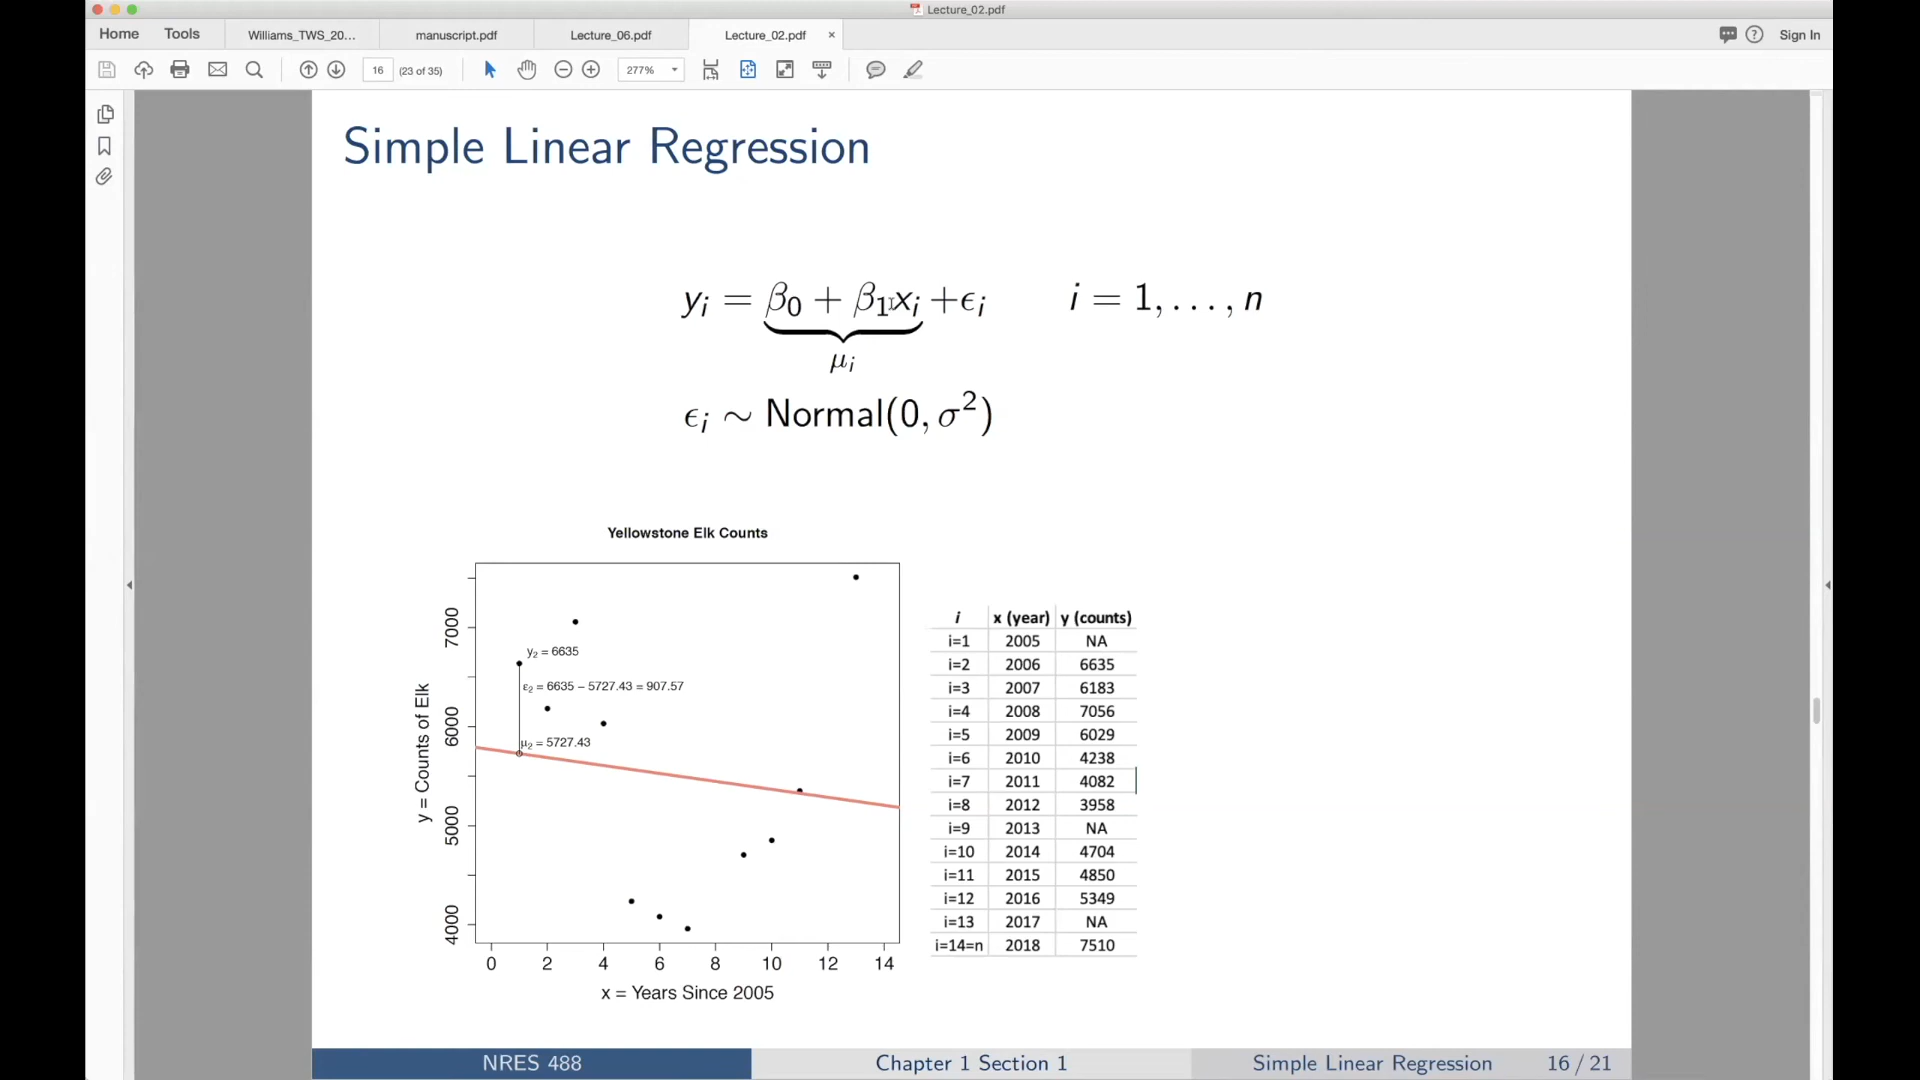 Lecture_02.pdf
Home Tools Williams_TWS_20... manuscript.pdf Lecture_06.pdf Lecture_02.pdf × ? Sign In
16 (23 of 35) 277%
Simple Linear Regression
yᵢ = β₀ + β₁xᵢ +ϵᵢ i = 1, . . . , n
μᵢ
ϵᵢ ∼ Normal(0, σ²)
Yellowstone Elk Counts
y = Counts of Elk
7000
6000
5000
4000
y₂ = 6635
ε₂ = 6635 − 5727.43 = 907.57
μ₂ = 5727.43
0 2 4 6 8 10 12 14
x = Years Since 2005
i x (year) y (counts)
i=1 2005 NA
i=2 2006 6635
i=3 2007 6183
i=4 2008 7056
i=5 2009 6029
i=6 2010 4238
i=7 2011 4082
i=8 2012 3958
i=9 2013 NA
i=10 2014 4704
i=11 2015 4850
i=12 2016 5349
i=13 2017 NA
i=14=n 2018 7510
NRES 488 Chapter 1 Section 1 Simple Linear Regression 16 / 21